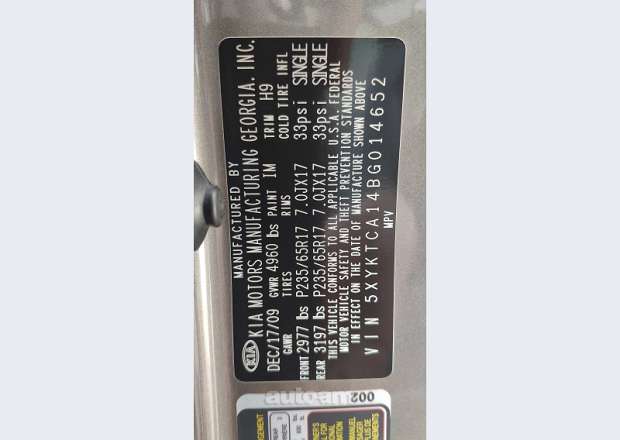 MANUFACTURED BY
KIA KIA MOTORS MANUFACTURING GEORGIA. INC.
DEC/17/09 GVWR 4960 lbs PAINT 1M TRIM H9
GAWR TIRES RIMS COLD TIRE INFL
FRONT 2977 lbs P235/65R17 7.0JX17 33psi SINGLE
REAR 3197 lbs P235/65R17 7.0JX17 33psi SINGLE
THIS VEHICLE CONFORMS TO ALL APPLICABLE U.S.A. FEDERAL
MOTOR VEHICLE SAFETY AND THEFT PREVENTION STANDARDS
IN EFFECT ON THE DATE OF MANUFACTURE SHOWN ABOVE
VIN 5XYKTCA14BG014652
MPV
002